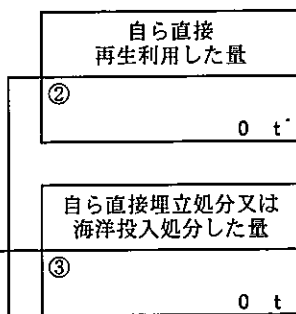 自ら直接
再生利用した量
②
0 t
自ら直接埋立処分又は
海洋投入処分した量
③
0 t